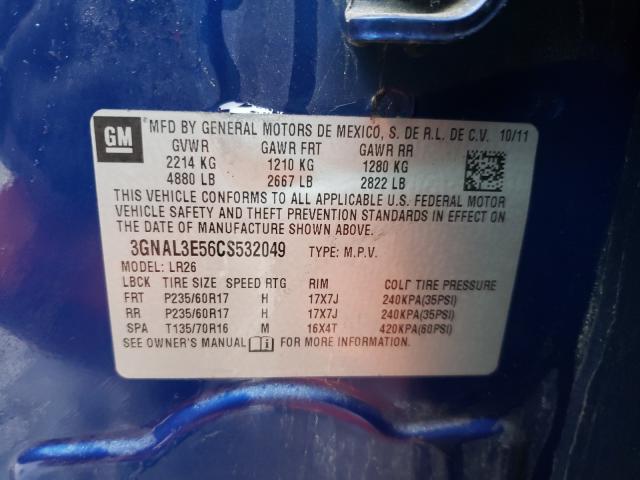 GM
MFD BY GENERAL MOTORS DE MEXICO, S. DE R.L. DE C.V. 10/11
GVWR GAWR FRT GAWR RR
2214 KG 1210 KG 1280 KG
4880 LB 2667 LB 2822 LB
THIS VEHICLE CONFORMS TO ALL APPLICABLE U.S. FEDERAL MOTOR
VEHICLE SAFETY AND THEFT PREVENTION STANDARDS IN EFFECT ON
THE DATE OF MANUFACTURE SHOWN ABOVE.
3GNAL3E56CS532049 TYPE: M.P.V.
MODEL: LR26
LBCK TIRE SIZE SPEED RTG RIM COLD TIRE PRESSURE
FRT P235/60R17 H 17X7J 240KPA(35PSI)
RR P235/60R17 H 17X7J 240KPA(35PSI)
SPA T135/70R16 M 16X4T 420KPA(60PSI)
SEE OWNER'S MANUAL FOR MORE INFORMATION.